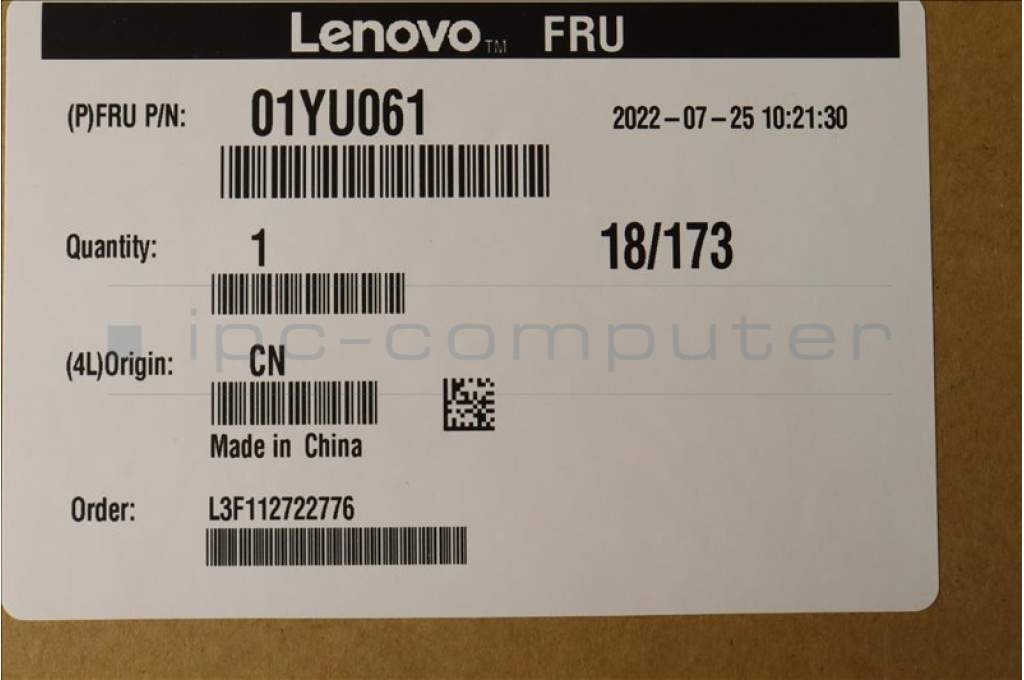 Lenovo™ FRU
(P)FRU P/N: 01YU061 2022-07-25 10:21:30
Quantity: 1 18/173
ipc-computer
(4L)Origin: CN
Made in China
Order: L3F112722776